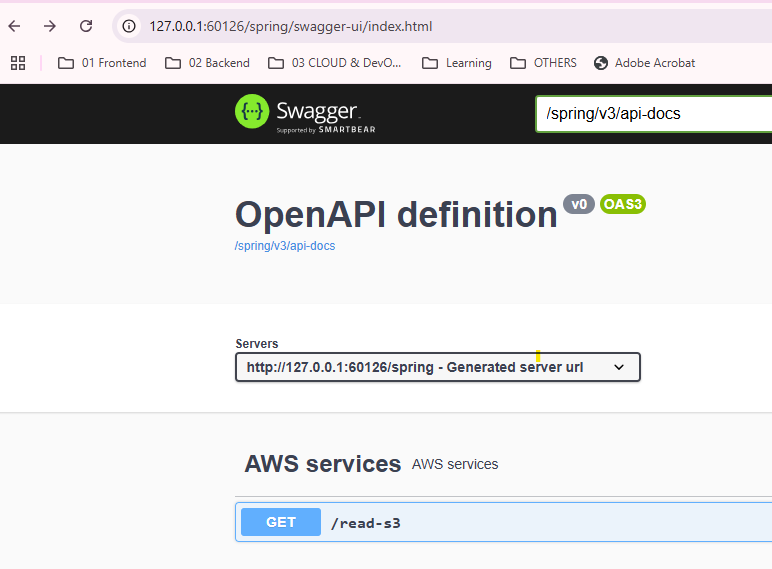 127.0.0.1:60126/spring/swagger-ui/index.html
01 Frontend 02 Backend 03 CLOUD & DevO... Learning OTHERS Adobe Acrobat
{...} Swagger. /spring/v3/api-docs
Supported by SMARTBEAR
OpenAPI definition v0 OAS3
/spring/v3/api-docs
Servers
http://127.0.0.1:60126/spring - Generated server url
AWS services AWS services
GET /read-s3